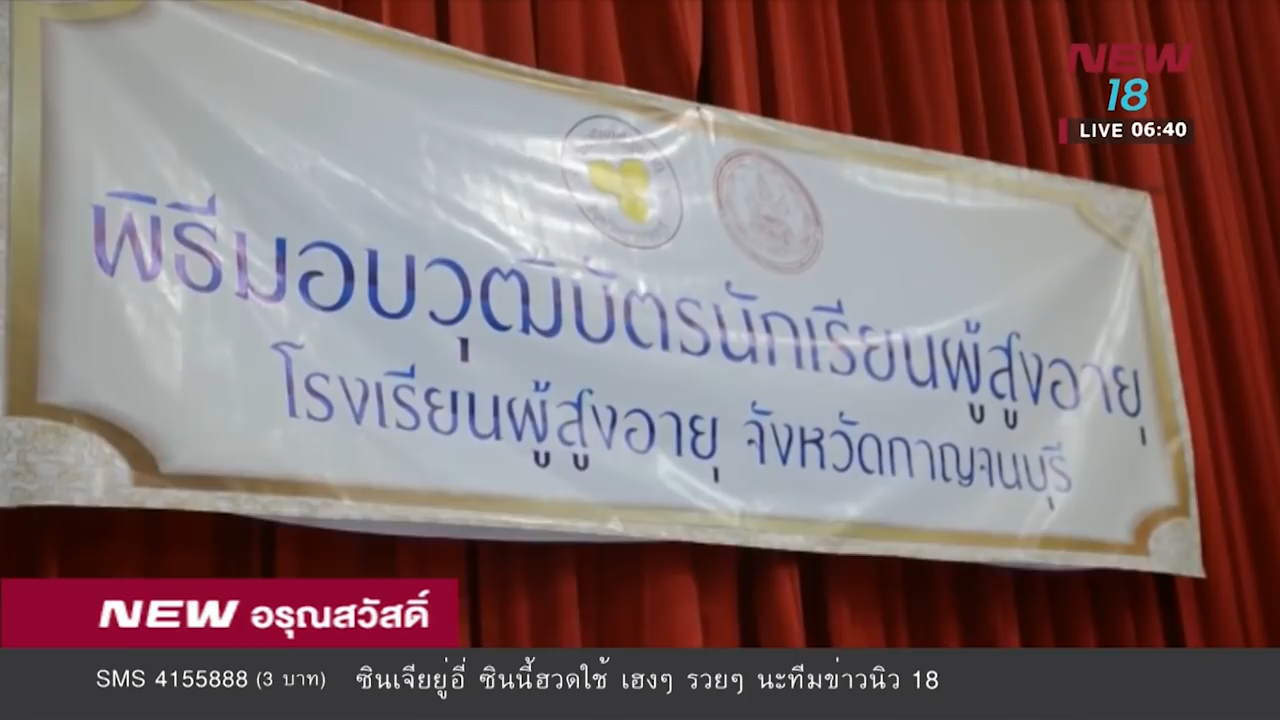 NEW
18
LIVE 06:40
พิธีมอบวุฒิบัตรนักเรียนผู้สูงอายุ
โรงเรียนผู้สูงอายุ จังหวัดกาญจนบุรี
NEW อรุณสวัสดิ์
SMS 4155888 (3 บาท) ซินเจียยู่อี่ ซินนี้ฮวดใช้ เฮงๆ รวยๆ นะทีมข่าวนิว 18